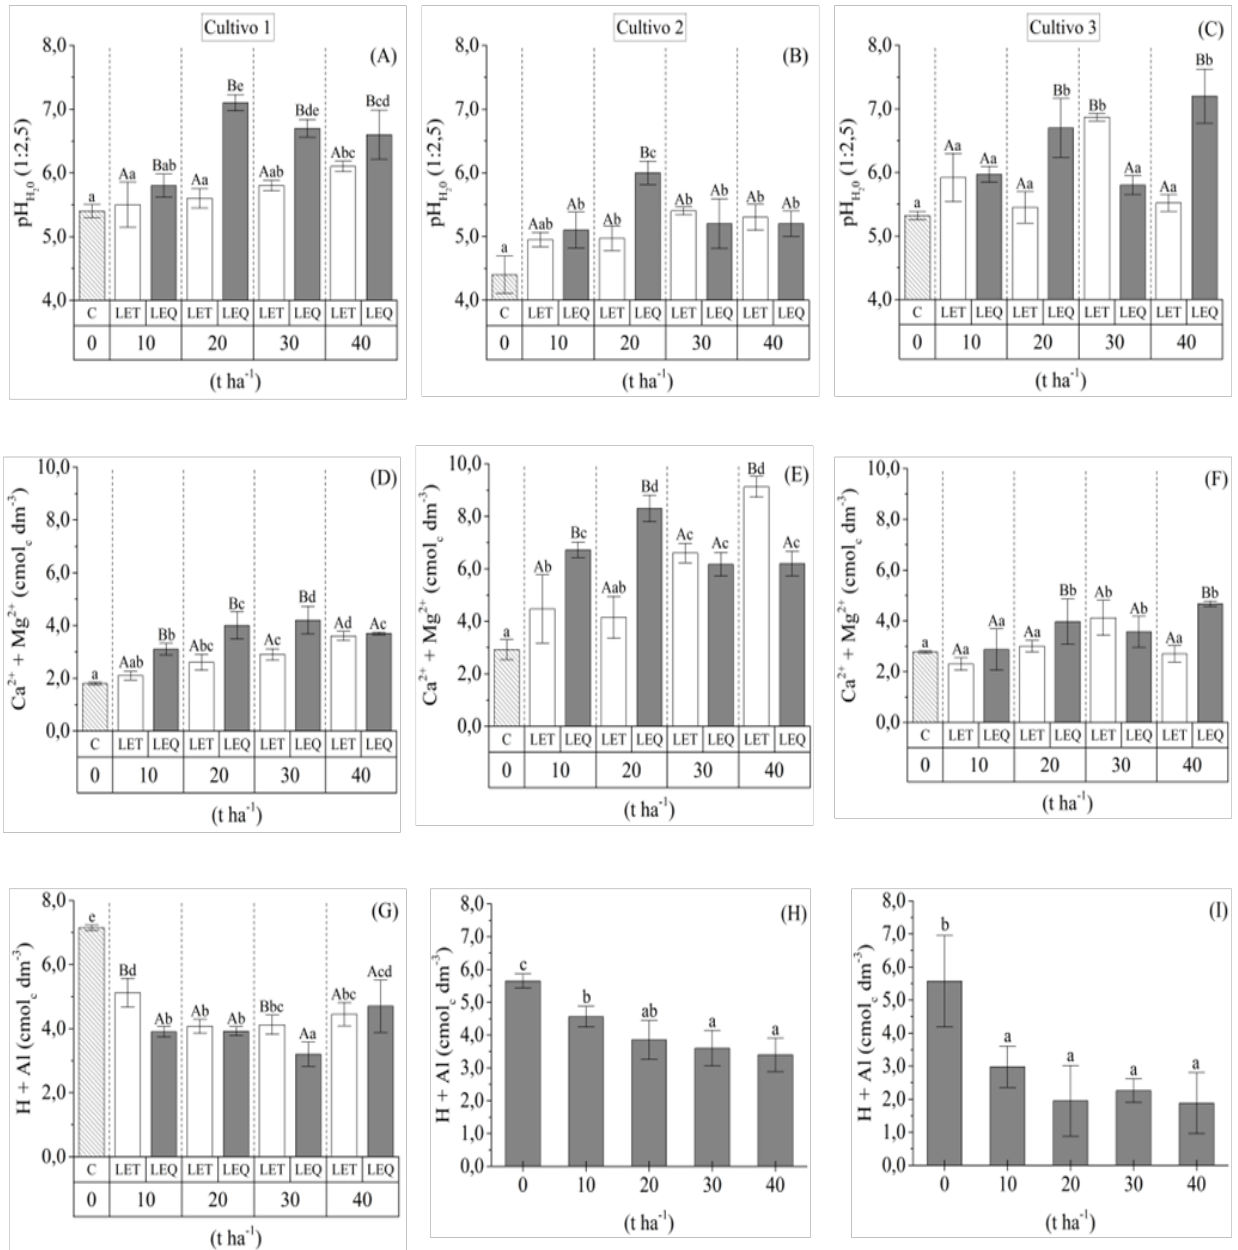 Cultivo 1
(A)
pH H₂0 (1:2,5)
8,0
7,0
6,0
5,0
4,0
a Aa Bab Aa Be Aab Bde Abc Bcd
C LET LEQ LET LEQ LET LEQ LET LEQ
0 10 20 30 40
(t ha⁻¹)
Cultivo 2
(B)
pH H₂0 (1:2,5)
8,0
7,0
6,0
5,0
4,0
a Aab Ab Ab Bc Ab Ab Ab Ab
C LET LEQ LET LEQ LET LEQ LET LEQ
0 10 20 30 40
(t ha⁻¹)
Cultivo 3
(C)
pH H₂0 (1:2,5)
8,0
7,0
6,0
5,0
4,0
a Aa Aa Aa Bb Bb Aa Aa Bb
C LET LEQ LET LEQ LET LEQ LET LEQ
0 10 20 30 40
(t ha⁻¹)
(D)
Ca²⁺ + Mg²⁺ (cmol꜀ dm⁻³)
10,0
8,0
6,0
4,0
2,0
0,0
a Aab Bb Abc Bc Ac Bd Ad Ac
C LET LEQ LET LEQ LET LEQ LET LEQ
0 10 20 30 40
(t ha⁻¹)
(E)
Ca²⁺ + Mg²⁺ (cmol꜀ dm⁻³)
10,0
8,0
6,0
4,0
2,0
0,0
a Ab Bc Aab Bd Ac Ac Bd Ac
C LET LEQ LET LEQ LET LEQ LET LEQ
0 10 20 30 40
(t ha⁻¹)
(F)
Ca²⁺ + Mg²⁺ (cmol꜀ dm⁻³)
10,0
8,0
6,0
4,0
2,0
0,0
a Aa Aa Aa Bb Ab Ab Aa Bb
C LET LEQ LET LEQ LET LEQ LET LEQ
0 10 20 30 40
(t ha⁻¹)
(G)
H + Al (cmol꜀ dm⁻³)
8,0
6,0
4,0
2,0
0,0
e Bd Ab Ab Ab Bbc Aa Abc Acd
C LET LEQ LET LEQ LET LEQ LET LEQ
0 10 20 30 40
(t ha⁻¹)
(H)
H + Al (cmol꜀ dm⁻³)
8,0
7,0
6,0
5,0
4,0
3,0
2,0
1,0
0,0
c b ab a a
0 10 20 30 40
(t ha⁻¹)
(I)
H + Al (cmol꜀ dm⁻³)
8,0
7,0
6,0
5,0
4,0
3,0
2,0
1,0
0,0
b a a a a
0 10 20 30 40
(t ha⁻¹)